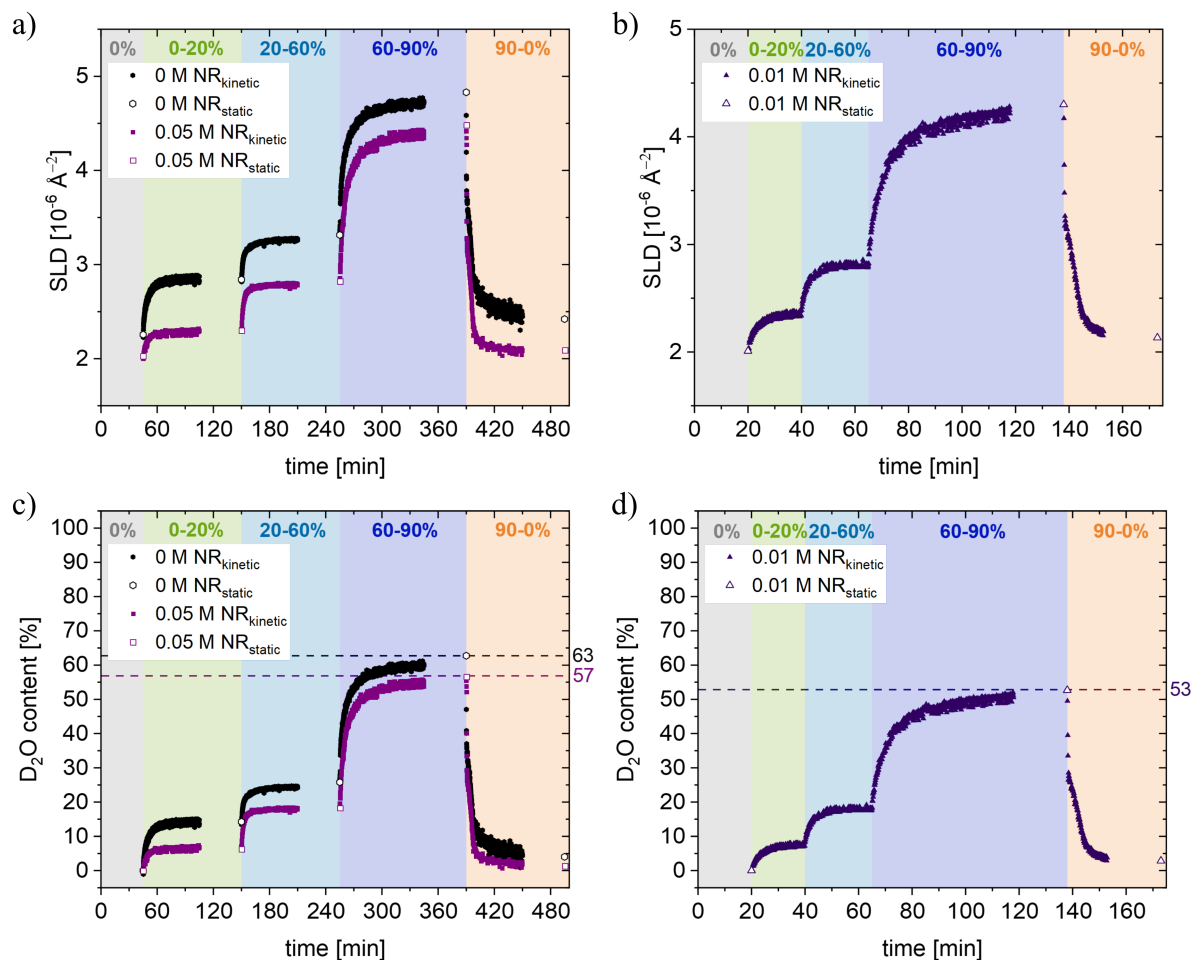 a)
0% 0-20% 20-60% 60-90% 90-0%
0 M NRkinetic
0 M NRstatic
0.05 M NRkinetic
0.05 M NRstatic
SLD [10-6 Å-2]
5
4
3
2
0 60 120 180 240 300 360 420 480
time [min]
b)
0% 0-20% 20-60% 60-90% 90-0%
0.01 M NRkinetic
0.01 M NRstatic
SLD [10-6 Å-2]
5
4
3
2
0 20 40 60 80 100 120 140 160
time [min]
c)
0% 0-20% 20-60% 60-90% 90-0%
0 M NRkinetic
0 M NRstatic
0.05 M NRkinetic
0.05 M NRstatic
63
57
D2O content [%]
100
90
80
70
60
50
40
30
20
10
0
0 60 120 180 240 300 360 420 480
time [min]
d)
0% 0-20% 20-60% 60-90% 90-0%
0.01 M NRkinetic
0.01 M NRstatic
53
D2O content [%]
100
90
80
70
60
50
40
30
20
10
0
0 20 40 60 80 100 120 140 160
time [min]